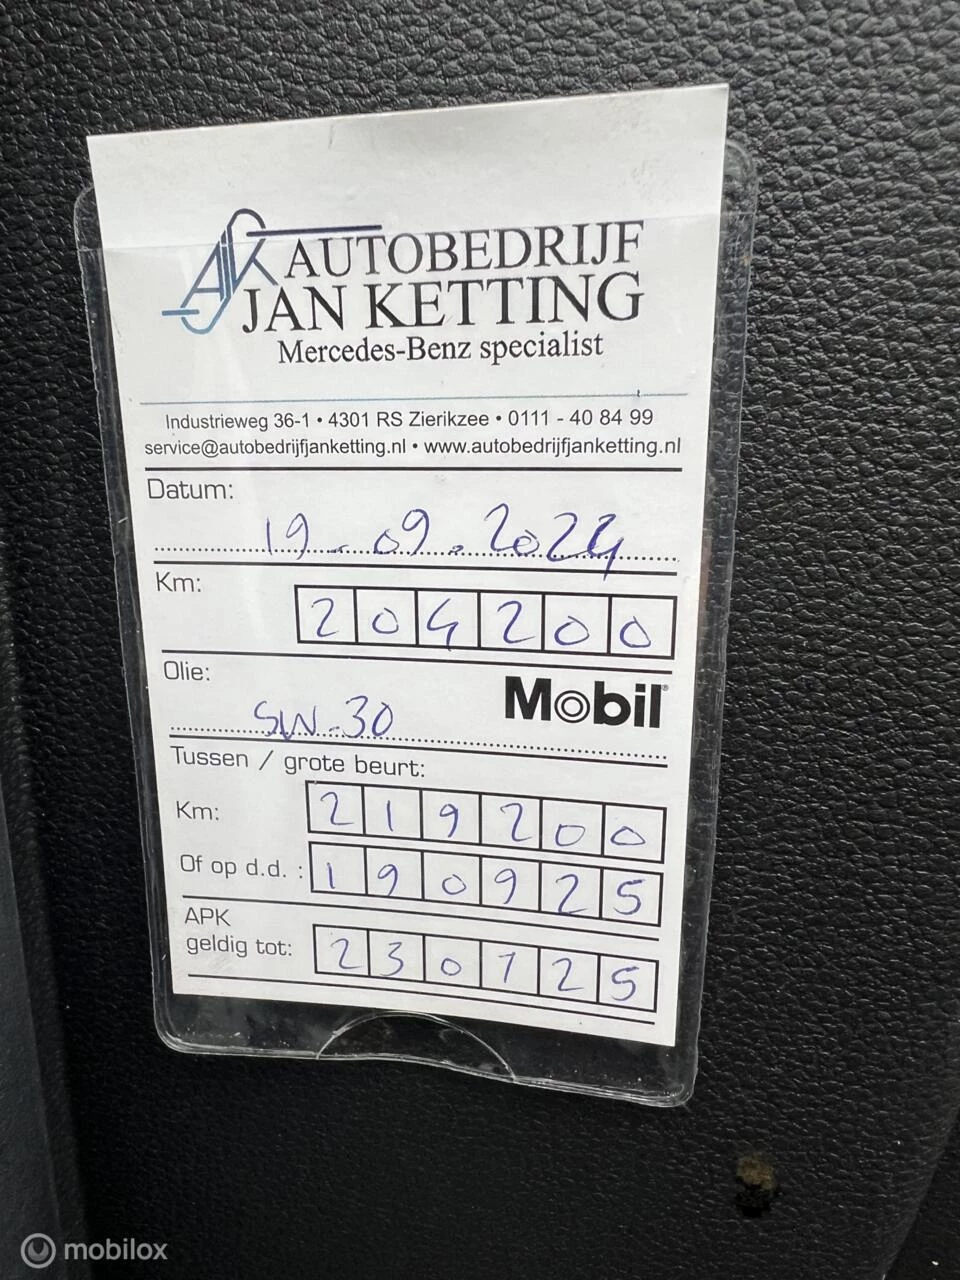 AJK AUTOBEDRIJF
JAN KETTING
Mercedes-Benz specialist
Industrieweg 36-1 • 4301 RS Zierikzee • 0111 - 40 84 99
service@autobedrijfjanketting.nl • www.autobedrijfjanketting.nl
Datum:
19-09-2024
Km:
204200
Olie:
5W-30
Mobil®
Tussen / grote beurt:
Km: 219200
Of op d.d. : 190925
APK
geldig tot: 230725
mobilox